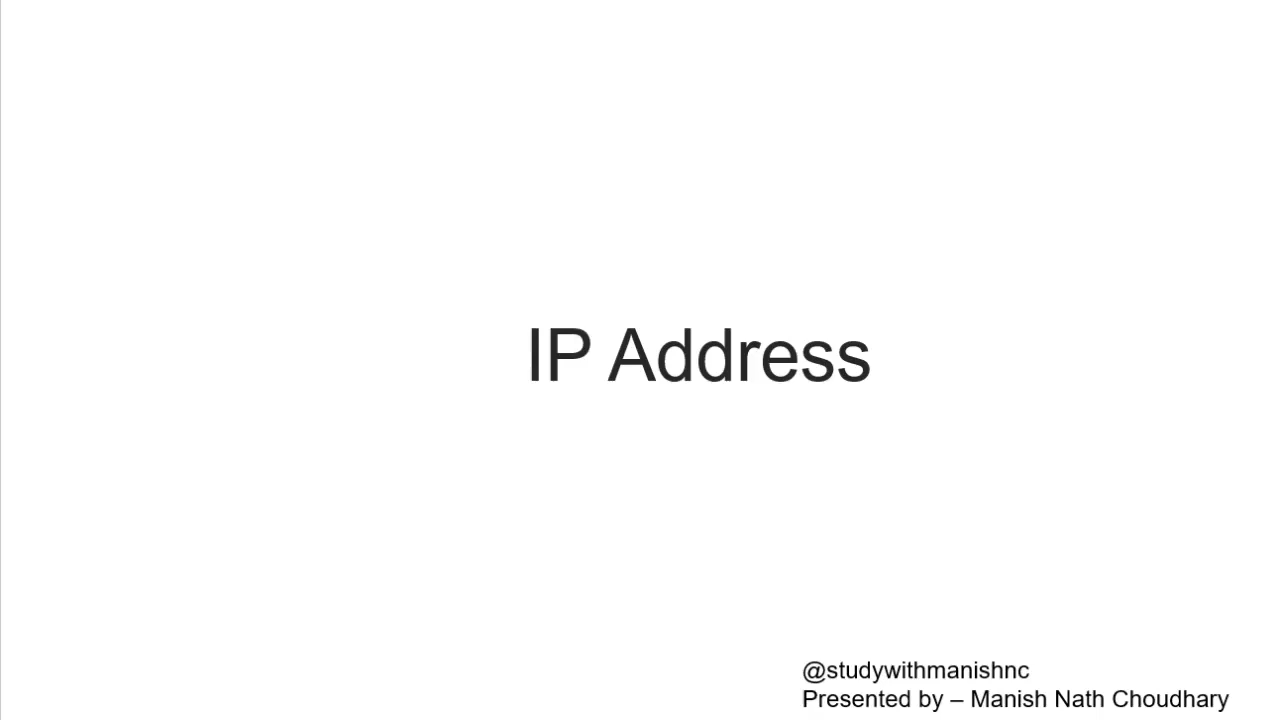 IP Address
@studywithmanishnc
Presented by – Manish Nath Choudhary